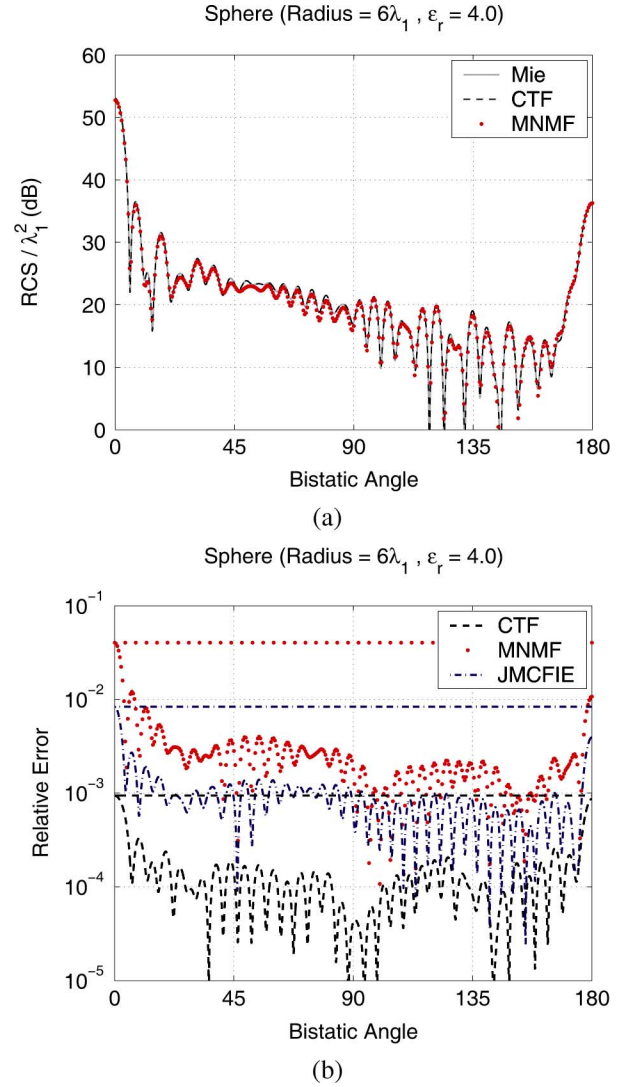 Sphere (Radius = 6λ₁ , εᵣ = 4.0)
60
50
40
30
20
10
0
RCS / λ₁² (dB)
Mie
CTF
MNMF
0
45
90
135
180
Bistatic Angle
(a)
Sphere (Radius = 6λ₁ , εᵣ = 4.0)
10⁻¹
10⁻²
10⁻³
10⁻⁴
10⁻⁵
Relative Error
CTF
MNMF
JMCFIE
0
45
90
135
180
Bistatic Angle
(b)